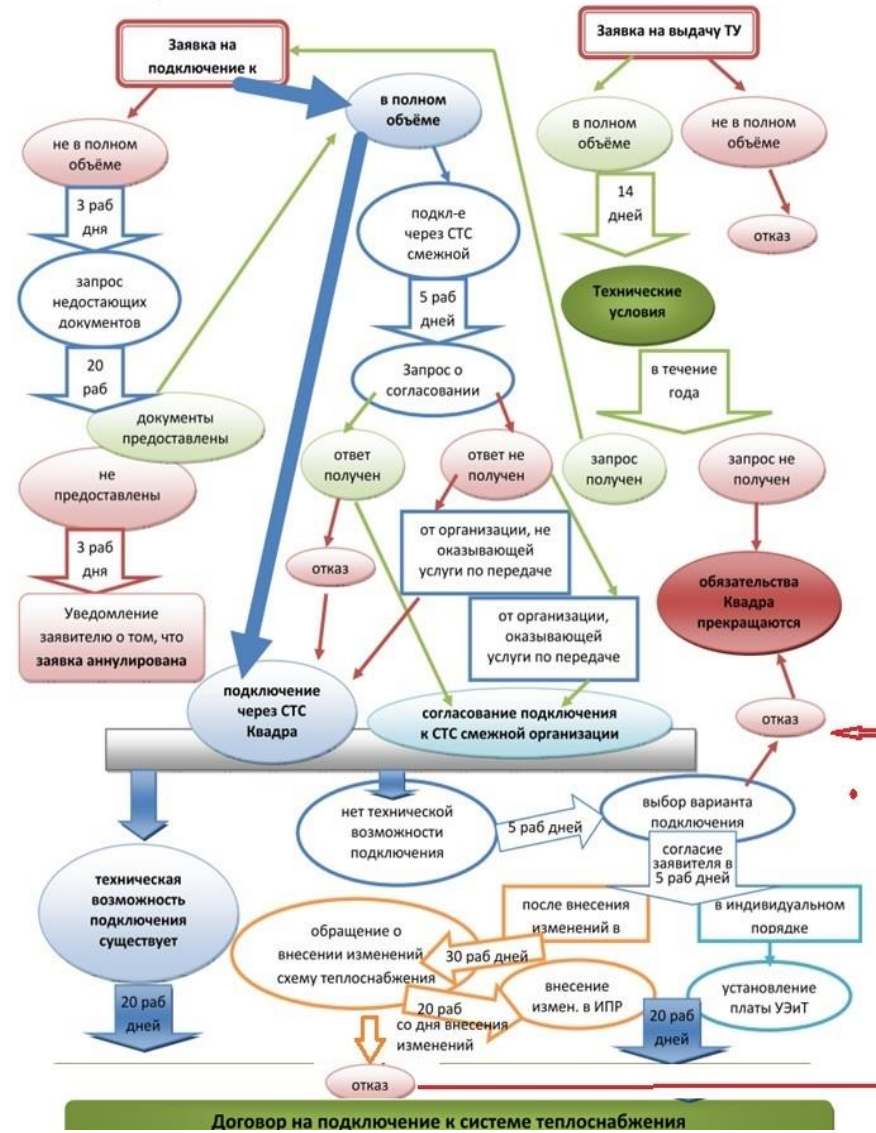 Заявка на
подключение к
Заявка на выдачу ТУ
в полном
объёме
не в полном
объёме
в полном
объёме
не в полном
объёме
3 раб
дня
подкл-е
через СТС
смежной
14
дней
отказ
запрос
недостающих
документов
5 раб
дней
Технические
условия
20
раб
Запрос о
согласовании
в течение
года
документы
предоставлены
ответ
получен
ответ не
получен
запрос
получен
запрос не
получен
не
предоставлены
3 раб
дня
отказ
от организации, не
оказывающей
услуги по передаче
обязательства
Квадра
прекращаются
Уведомление
заявителю о том, что
заявка аннулирована
от организации,
оказывающей
услуги по передаче
подключение
через СТС
Квадра
согласование подключения
к СТС смежной организации
отказ
нет технической
возможности
подключения
5 раб дней
выбор варианта
подключения
согласие
заявителя в
5 раб дней
техническая
возможность
подключения
существует
обращение о
внесении изменений
схему теплоснабжения
после внесения
изменений в
в индивидуальном
порядке
30 раб дней
внесение
измен. в ИПР
установление
платы УЭиТ
20 раб
дней
20 раб
со дня внесения
изменений
20 раб
дней
отказ
Договор на подключение к системе теплоснабжения